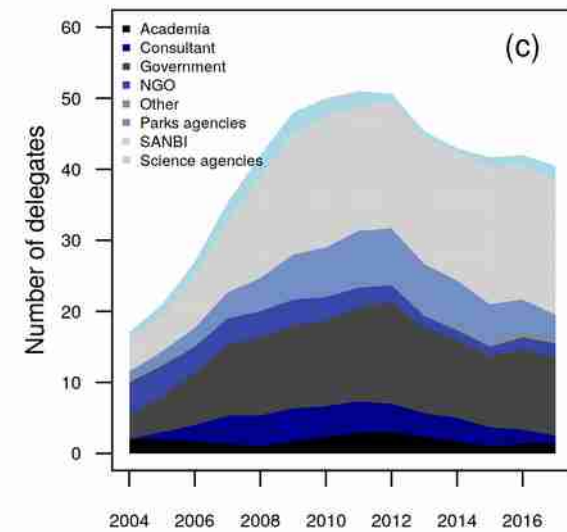 (c)
Academia
Consultant
Government
NGO
Other
Parks agencies
SANBI
Science agencies
Number of delegates
60
50
40
30
20
10
0
2004 2006 2008 2010 2012 2014 2016